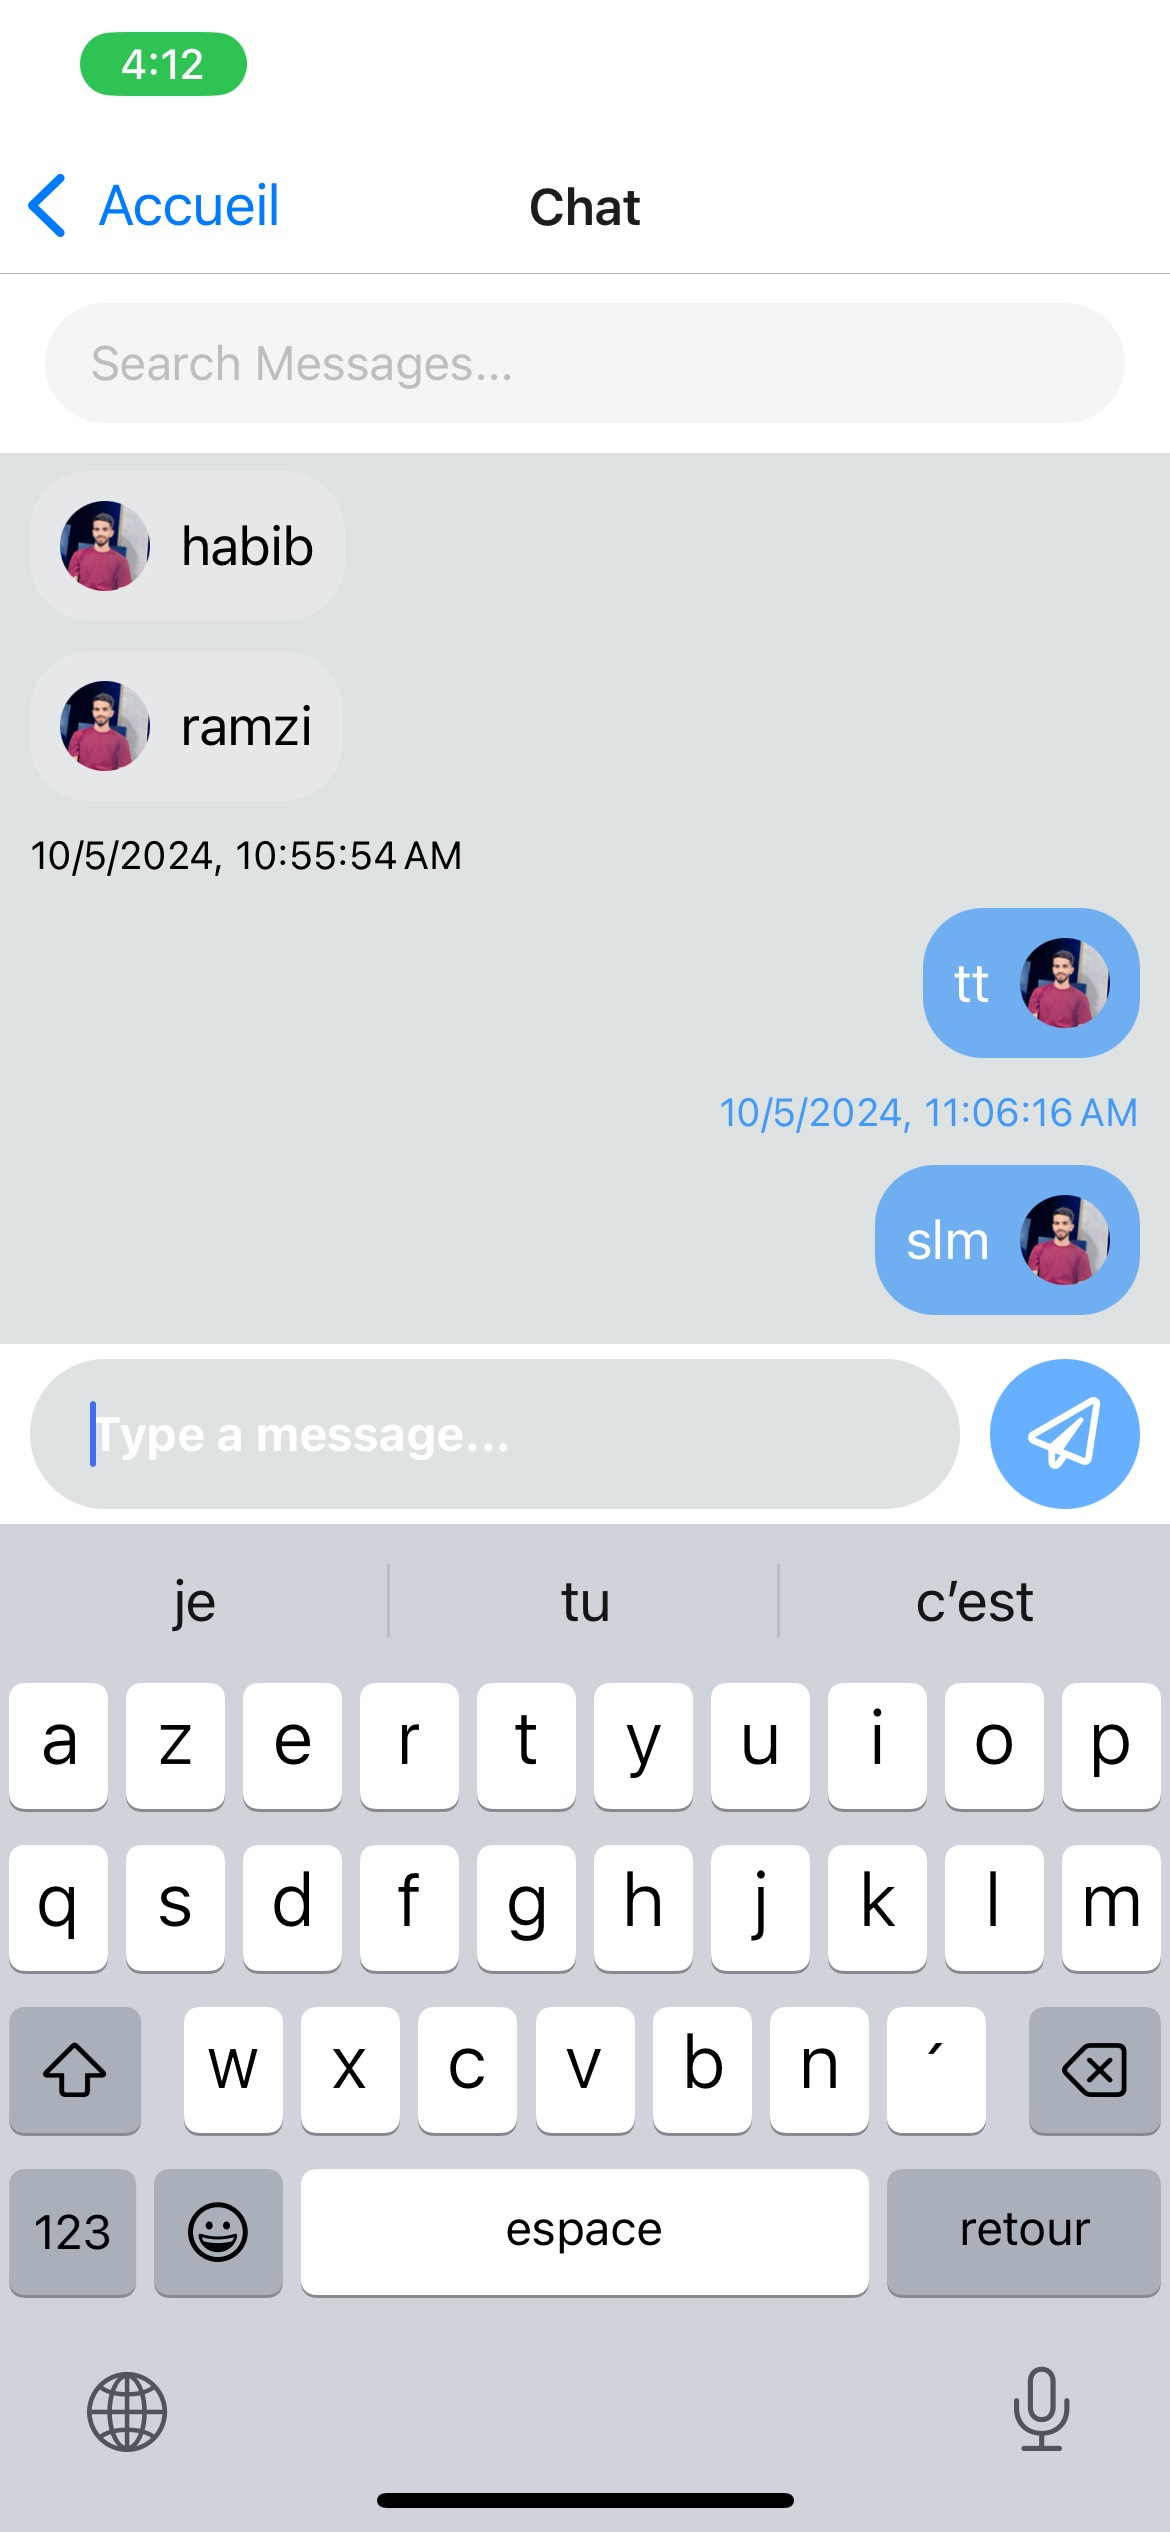 4:12
Accueil
Chat
Search Messages...
habib
ramzi
10/5/2024, 10:55:54 AM
tt
10/5/2024, 11:06:16 AM
slm
Type a message...
je tu c’est
a z e r t y u i o p
q s d f g h j k l m
w x c v b n ´
123 espace retour